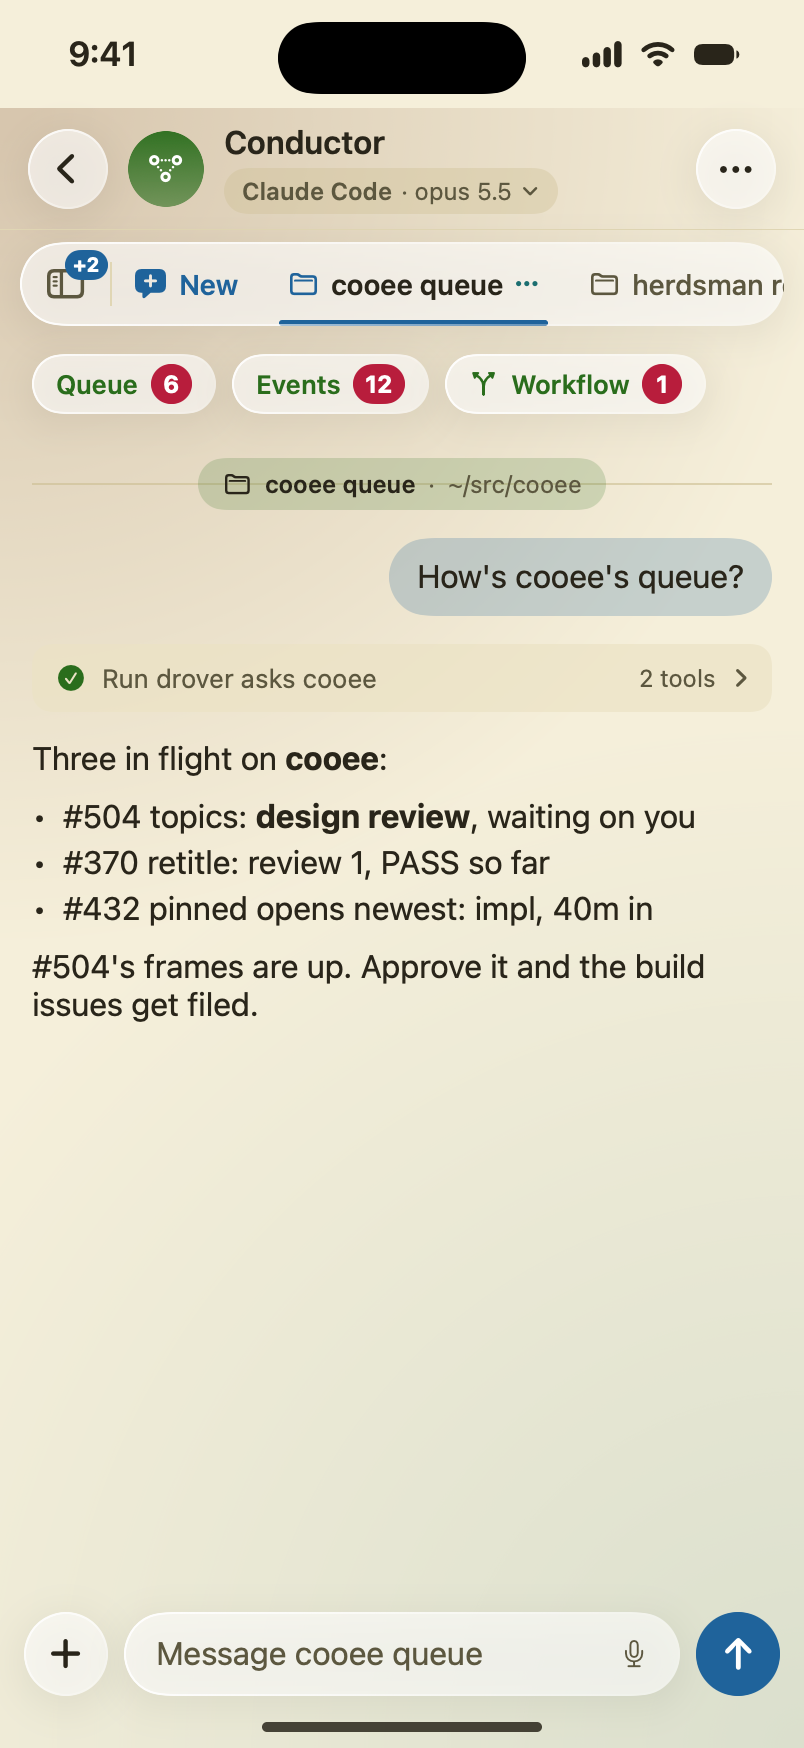 9:41
Conductor
Claude Code · opus 5.5
+2
New
cooee queue
herdsman r
Queue 6
Events 12
Workflow 1
cooee queue · ~/src/cooee
How's cooee's queue?
Run drover asks cooee
2 tools
Three in flight on cooee:
• #504 topics: design review, waiting on you
• #370 retitle: review 1, PASS so far
• #432 pinned opens newest: impl, 40m in
#504's frames are up. Approve it and the build
issues get filed.
Message cooee queue